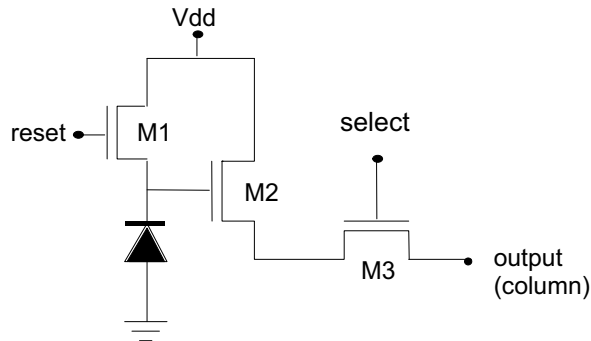 Vdd
reset
M1
select
M2
M3
output
(column)